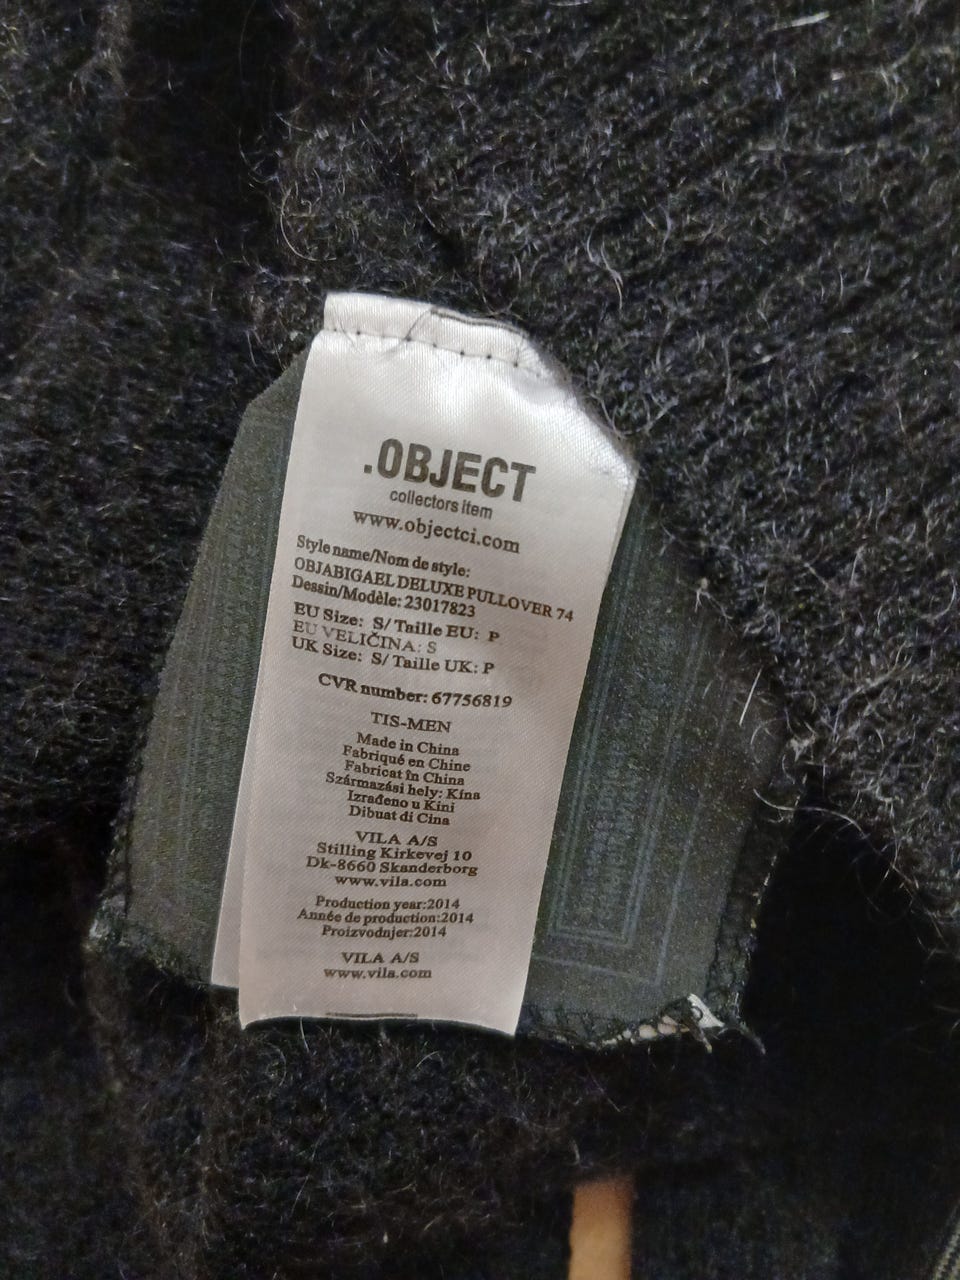 .OBJECT
collectors item
www.objectci.com
Style name/Nom de style:
OBJABIGAEL DELUXE PULLOVER 74
Dessin/Modèle: 23017823
EU Size: S/ Taille EU: P
EU VELIČINA: S
UK Size: S/ Taille UK: P
CVR number: 67756819
TIS-MEN
Made in China
Fabriqué en Chine
Fabricat în China
Származási hely: Kína
Izrađeno u Kini
Dibuat di Cina
VILA A/S
Stilling Kirkevej 10
Dk-8660 Skanderborg
www.vila.com
Production year:2014
Année de production:2014
Proizvodnjer:2014
VILA A/S
www.vila.com